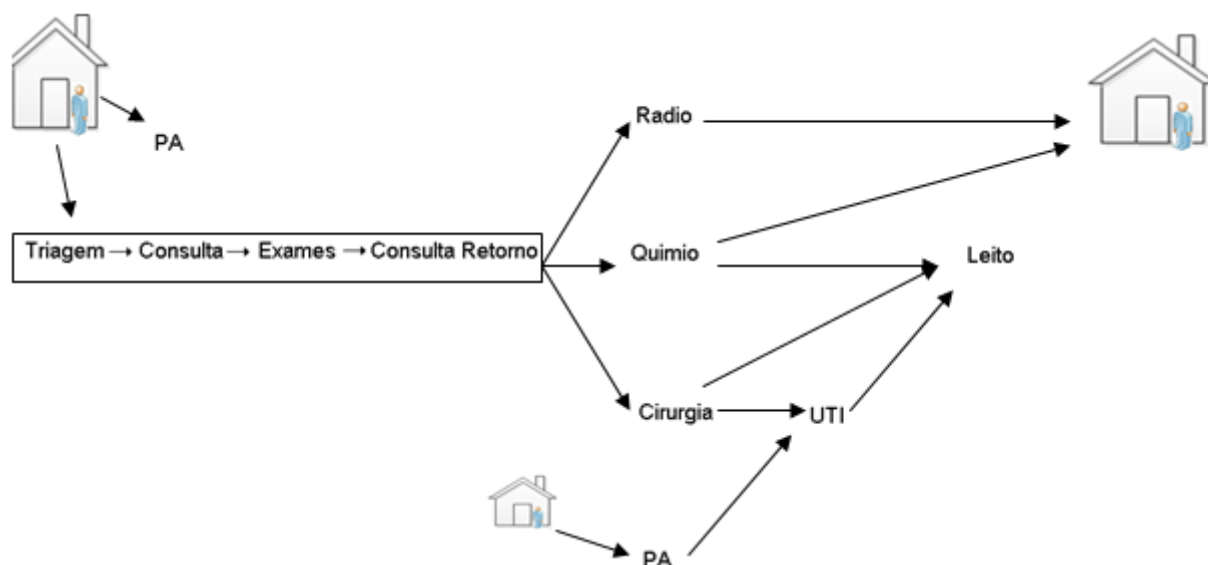 Radio
PA
Triagem → Consulta → Exames → Consulta Retorno
Quimio
Leito
Cirurgia
UTI
PA